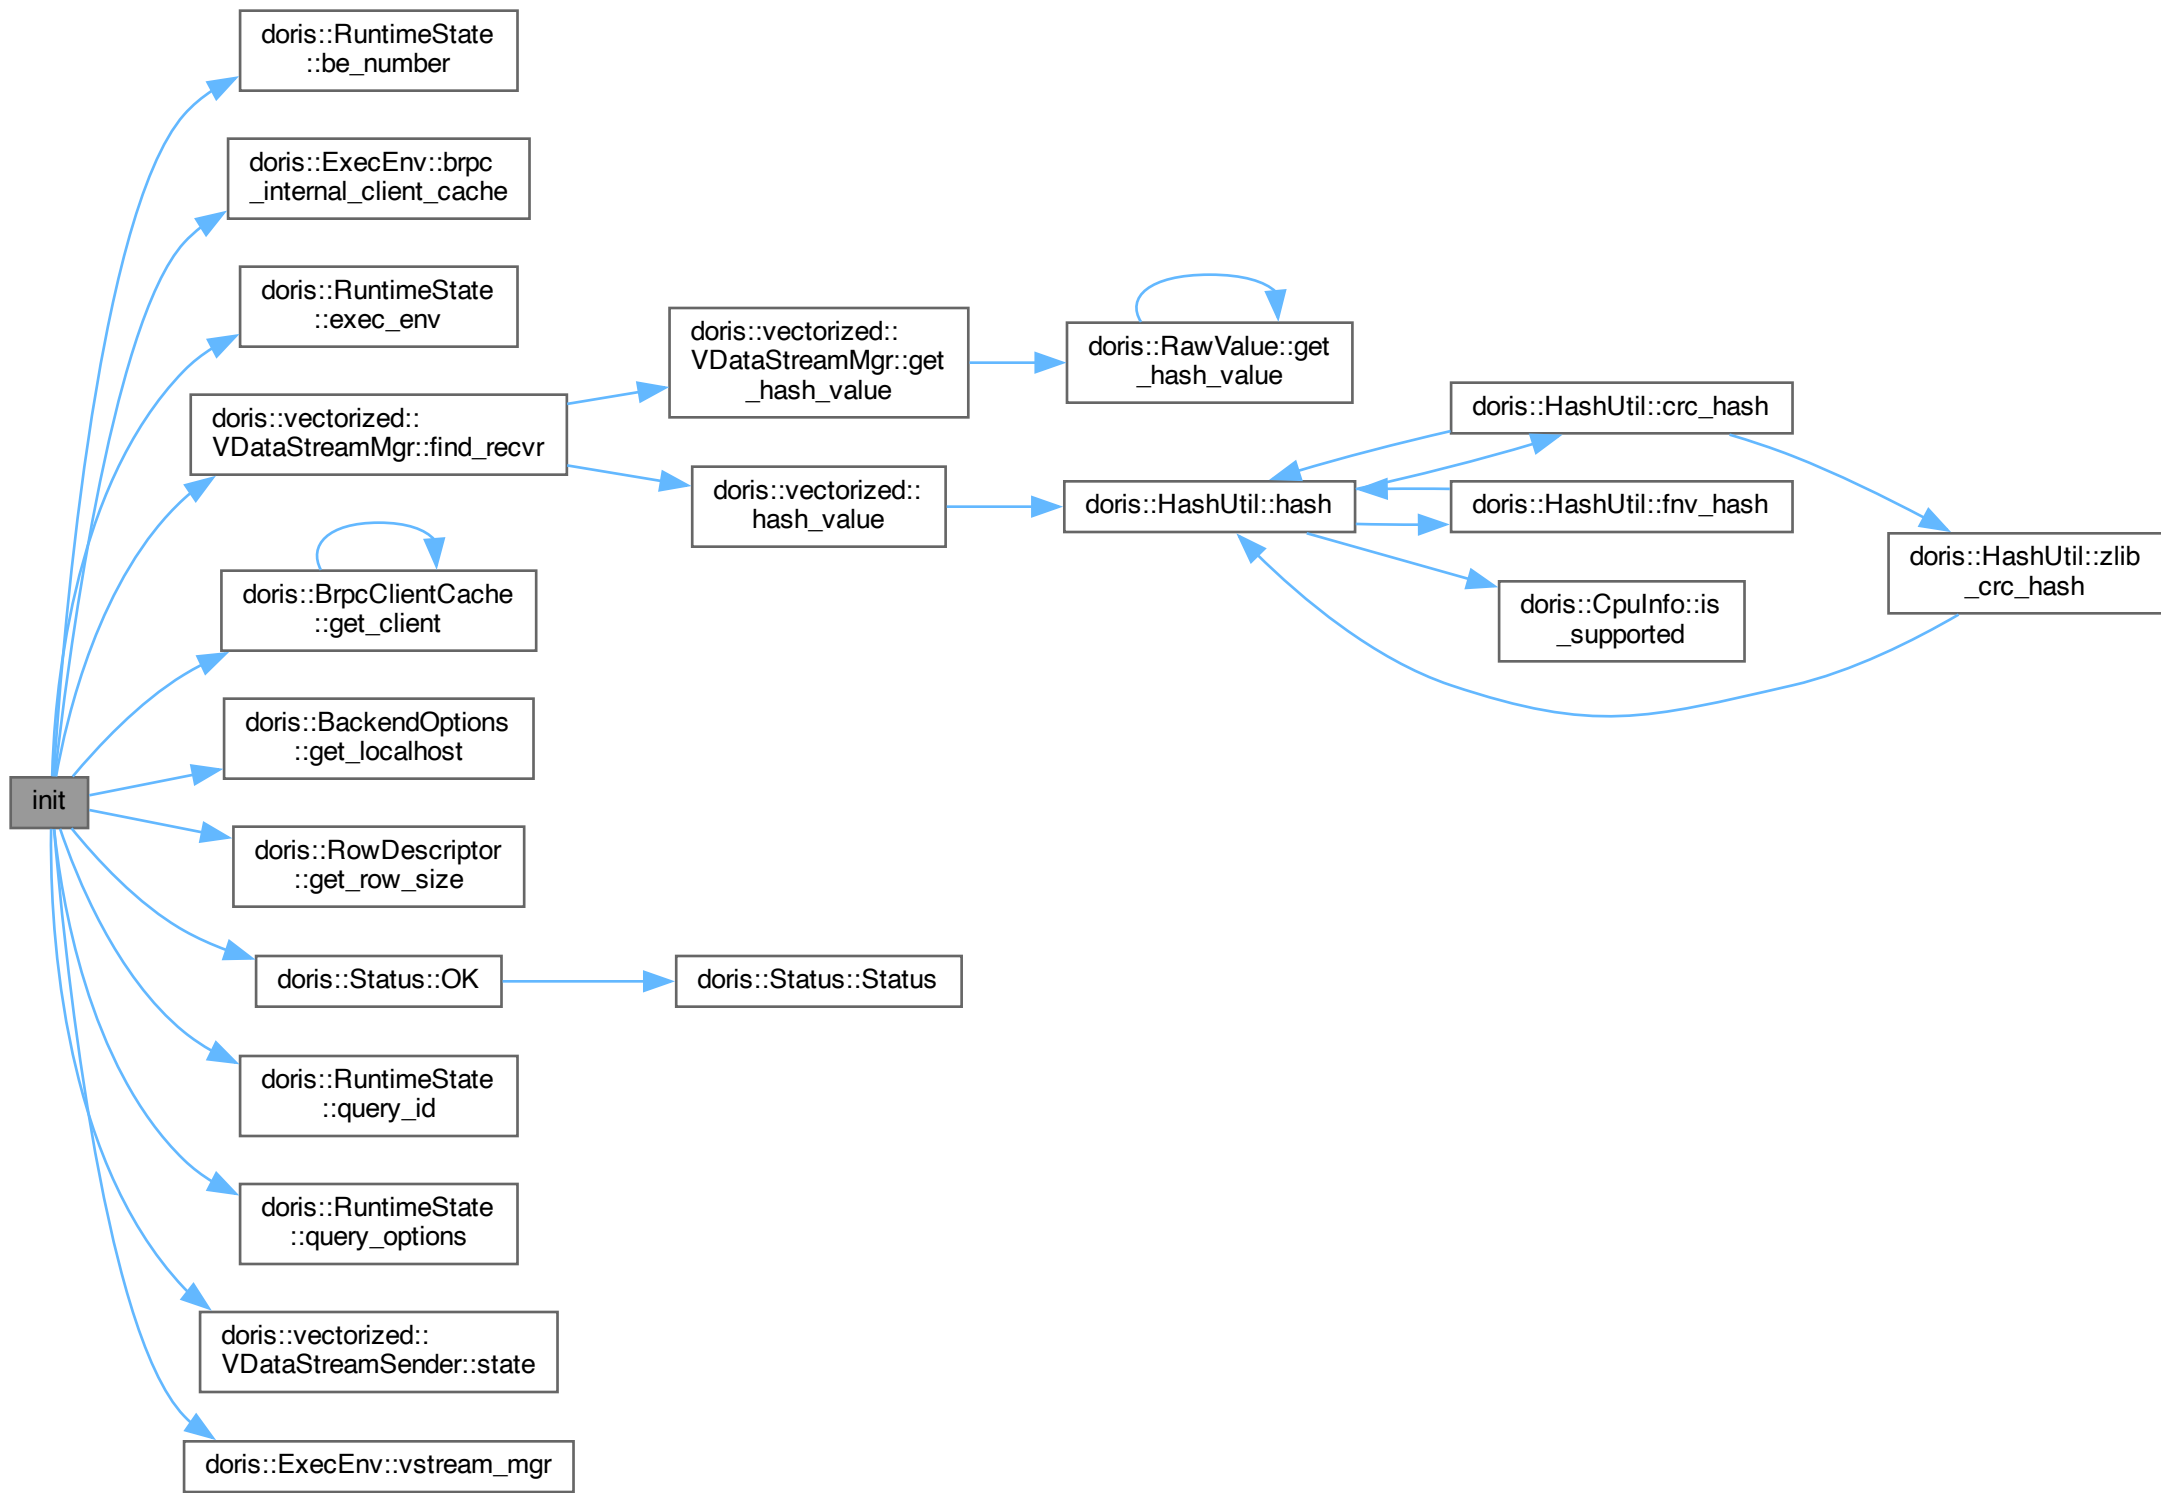 doris::RuntimeState
::be_number
doris::ExecEnv::brpc
_internal_client_cache
doris::RuntimeState
::exec_env
doris::vectorized::
VDataStreamMgr::find_recvr
doris::vectorized::
VDataStreamMgr::get
_hash_value
doris::RawValue::get
_hash_value
doris::vectorized::
hash_value
doris::HashUtil::hash
doris::HashUtil::crc_hash
doris::HashUtil::fnv_hash
doris::CpuInfo::is
_supported
doris::HashUtil::zlib
_crc_hash
doris::BrpcClientCache
::get_client
doris::BackendOptions
::get_localhost
init
doris::RowDescriptor
::get_row_size
doris::Status::OK
doris::Status::Status
doris::RuntimeState
::query_id
doris::RuntimeState
::query_options
doris::vectorized::
VDataStreamSender::state
doris::ExecEnv::vstream_mgr